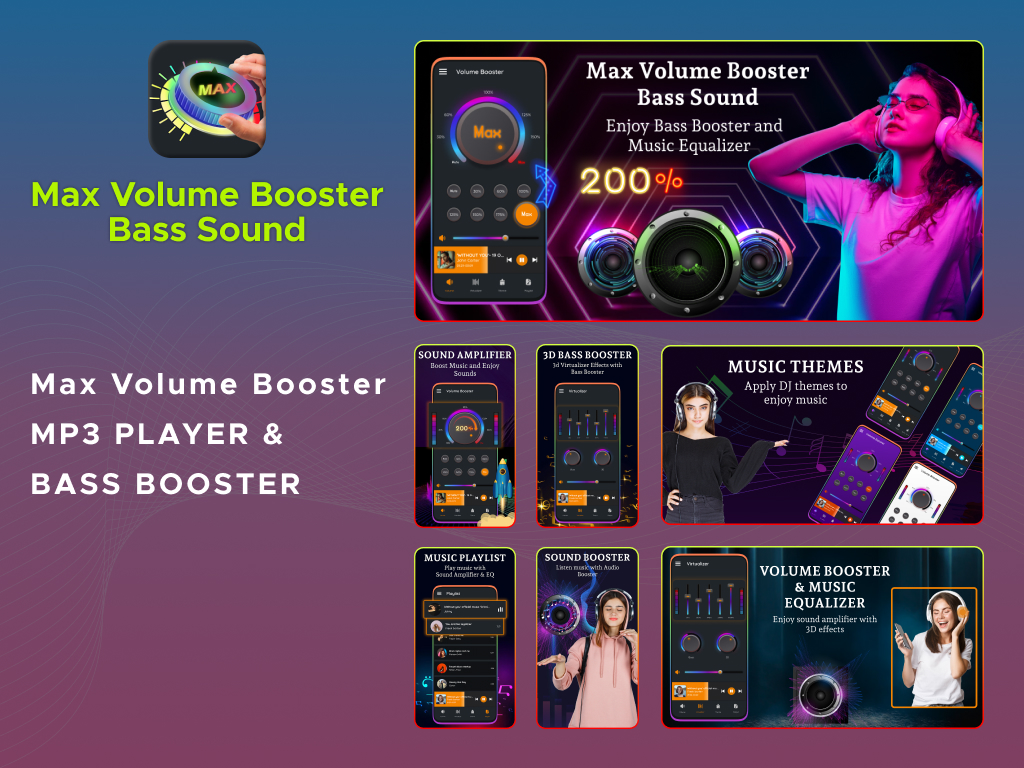 MAX
Max Volume Booster
Bass Sound
Max Volume Booster
MP3 PLAYER &
BASS BOOSTER
Volume Booster
Max
Max
Max Volume Booster
Bass Sound
Enjoy Bass Booster and
Music Equalizer
200%
SOUND AMPLIFIER
Boost Music and Enjoy
Sounds
Volume Booster
200
3D BASS BOOSTER
3d Virtualizer Effects with
Bass Booster
Virtualizer
MUSIC THEMES
Apply DJ themes to
enjoy music
MUSIC PLAYLIST
Play music with
Sound Amplifier & EQ
Playlist
SOUND BOOSTER
Listen music with Audio
Booster
Virtualizer
VOLUME BOOSTER
& MUSIC
EQUALIZER
Enjoy sound amplifier with
3D effects